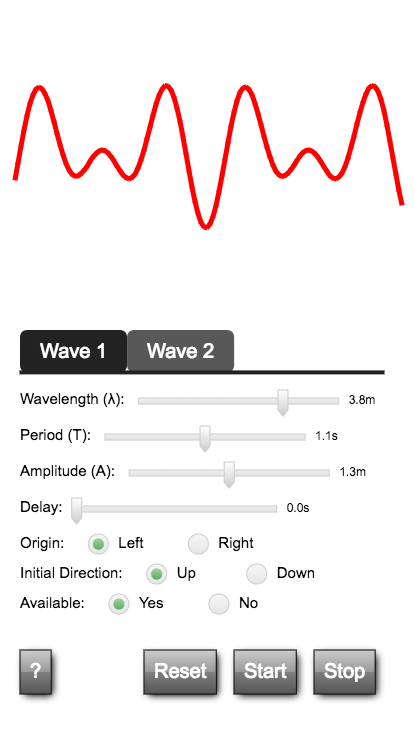 Wave 1 Wave 2
Wavelength (λ): 3.8m
Period (T): 1.1s
Amplitude (A): 1.3m
Delay: 0.0s
Origin: Left Right
Initial Direction: Up Down
Available: Yes No
? Reset Start Stop